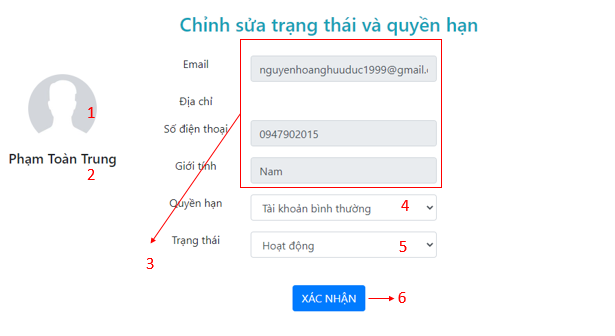 Chỉnh sửa trạng thái và quyền hạn
Email
nguyenhoanghuuduc1999@gmail.
1
Địa chỉ
Số điện thoại
0947902015
Phạm Toàn Trung
2
Giới tính
Nam
Quyền hạn
Tài khoản bình thường
4
Trạng thái
Hoạt động
5
3
XÁC NHẬN
6